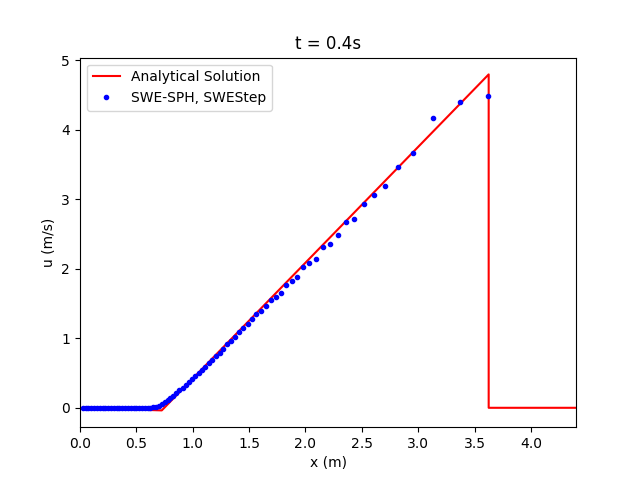 t = 0.4s
Analytical Solution
SWE-SPH, SWEStep
u (m/s)
5
4
3
2
1
0
0.0 0.5 1.0 1.5 2.0 2.5 3.0 3.5 4.0
x (m)